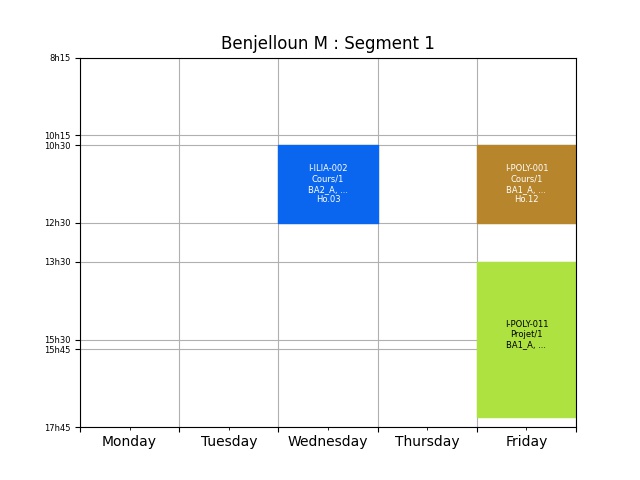 Benjelloun M : Segment 1
8h15
10h15
10h30
I-ILIA-002
Cours/1
BA2_A, ...
Ho.03
I-POLY-001
Cours/1
BA1_A, ...
Ho.12
12h30
13h30
I-POLY-011
Projet/1
BA1_A, ...
15h30
15h45
17h45
Monday
Tuesday
Wednesday
Thursday
Friday